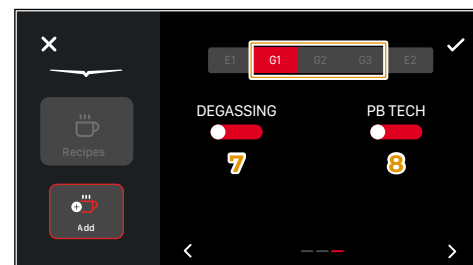 E1 G1 G2 G3 E2
DEGASSING PB TECH
7 8
Recipes
Add